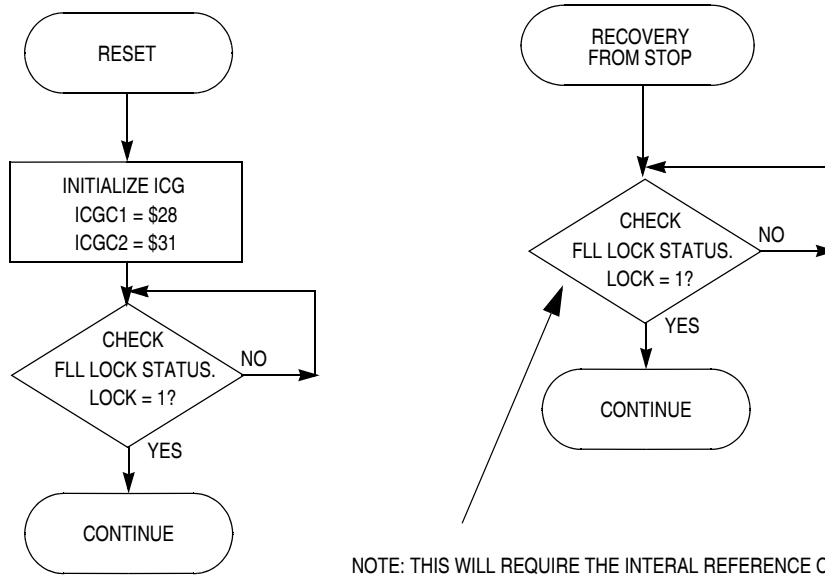 RESET
INITIALIZE ICG
ICGC1 = $28
ICGC2 = $31
CHECK
FLL LOCK STATUS.
LOCK = 1?
NO
YES
CONTINUE
RECOVERY
FROM STOP
CHECK
FLL LOCK STATUS.
LOCK = 1?
NO
YES
CONTINUE
NOTE: THIS WILL REQUIRE THE INTERAL REFERENCE